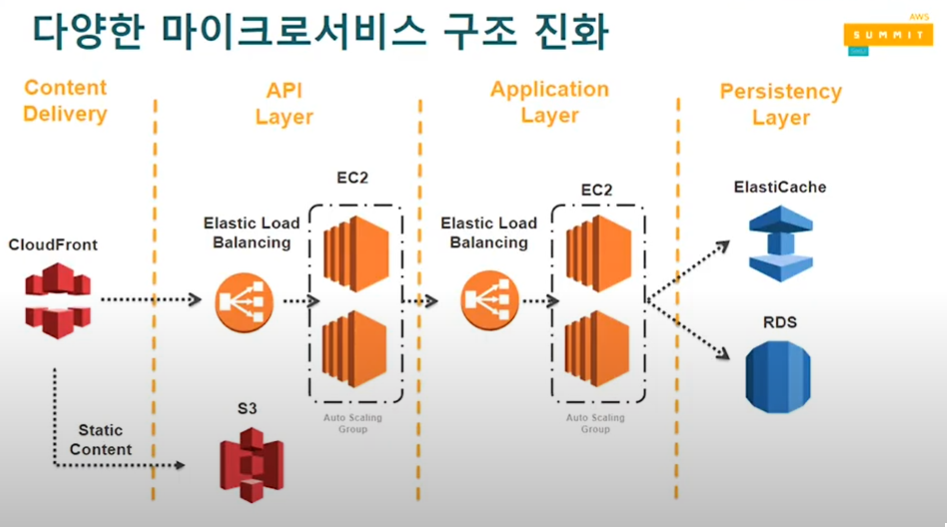 다양한 마이크로서비스 구조 진화
AWS
SUMMIT
Content
Delivery
API
Layer
Application
Layer
Persistency
Layer
CloudFront
Static
Content
Elastic Load
Balancing
S3
EC2
Auto Scaling
Group
Elastic Load
Balancing
EC2
Auto Scaling
Group
ElastiCache
RDS